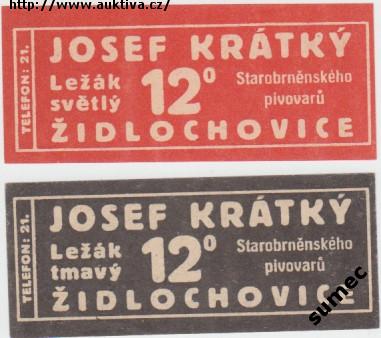 http://www.auktiva.cz/
TELEFON: 21.
JOSEF KRÁTKÝ
Ležák světlý
12°
Starobrněnského pivovarů
ŽIDLOCHOVICE
TELEFON: 21.
JOSEF KRÁTKÝ
Ležák tmavý
12°
Starobrněnského pivovarů
ŽIDLOCHOVICE
sumec